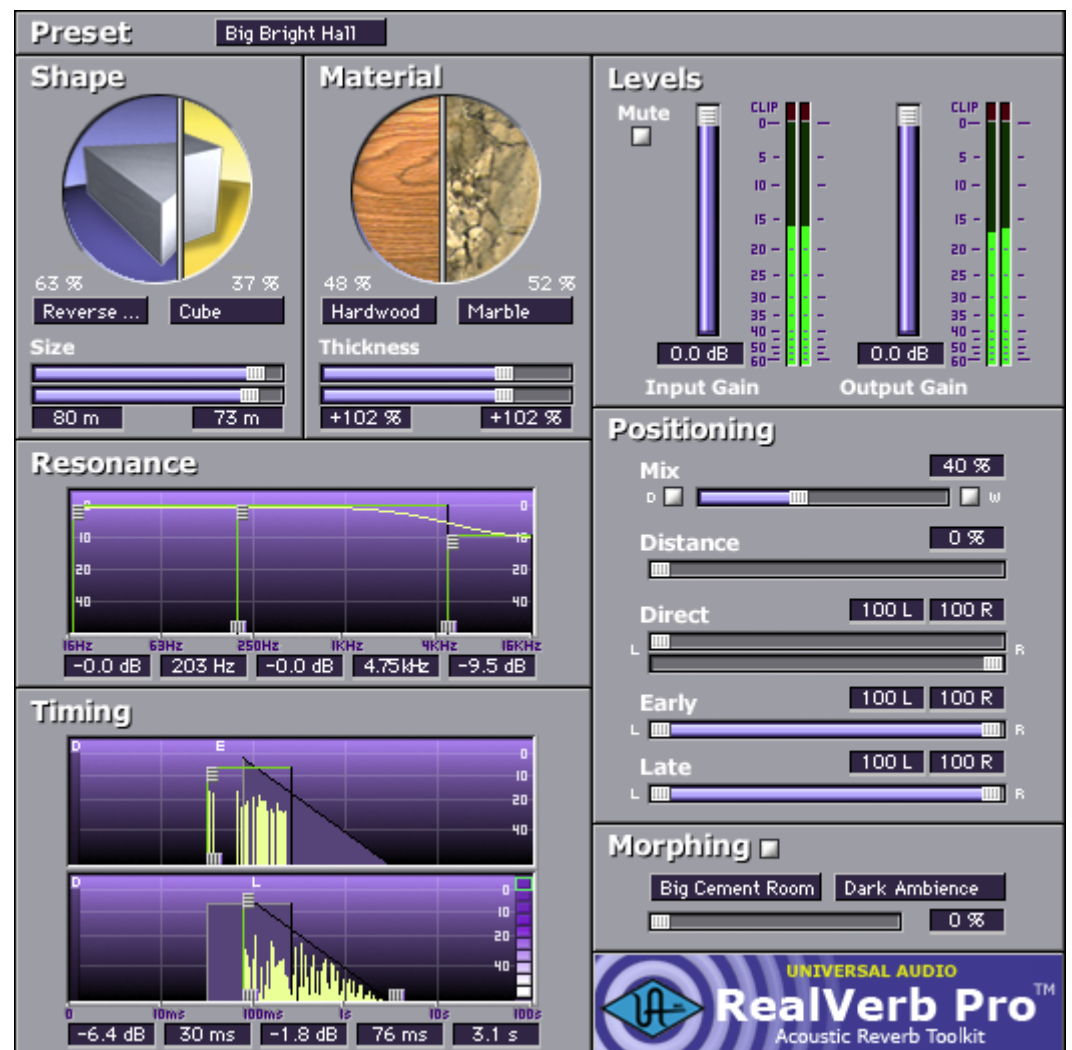 Preset
Big Bright Hall
Shape
63 %
37 %
Reverse ...
Cube
Size
80 m
73 m
Material
48 %
52 %
Hardwood
Marble
Thickness
+102 %
+102 %
Levels
Mute
CLIP
0
5
10
15
20
25
30
35
40
50
60
0.0 dB
Input Gain
CLIP
0
5
10
15
20
25
30
35
40
50
60
0.0 dB
Output Gain
Resonance
0
0
10
10
20
20
40
40
16Hz 63Hz 250Hz 1KHz 4KHz 16KHz
-0.0 dB 203 Hz -0.0 dB 4.75kHz -9.5 dB
Positioning
Mix 40 %
D W
Distance 0 %
Direct 100 L 100 R
L R
Early 100 L 100 R
L R
Late 100 L 100 R
L R
Timing
D E
0
10
20
40
D L
0
10
20
40
0 10ms 100ms 1s 10s 100s
-6.4 dB 30 ms -1.8 dB 76 ms 3.1 s
Morphing
Big Cement Room Dark Ambience
0 %
UNIVERSAL AUDIO
UA
RealVerb Pro™
Acoustic Reverb Toolkit